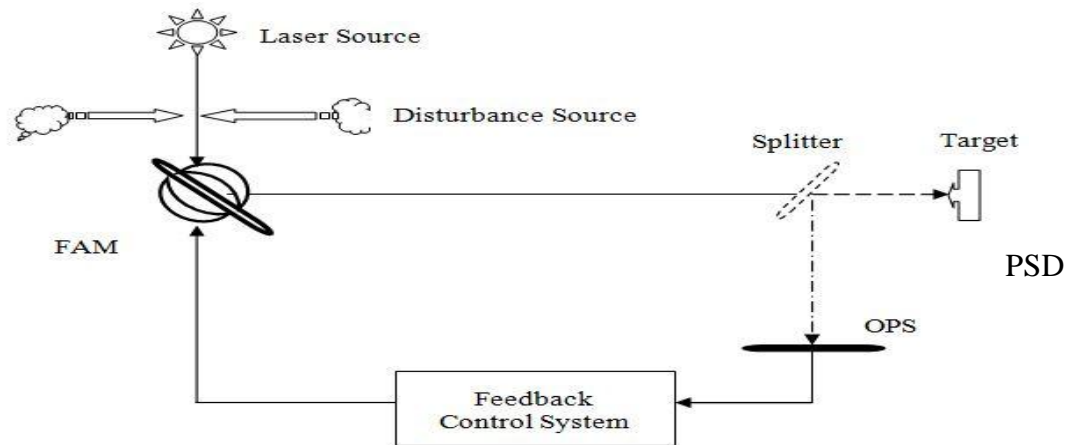 Laser Source
Disturbance Source
Splitter
Target
FAM
PSD
OPS
Feedback
Control System